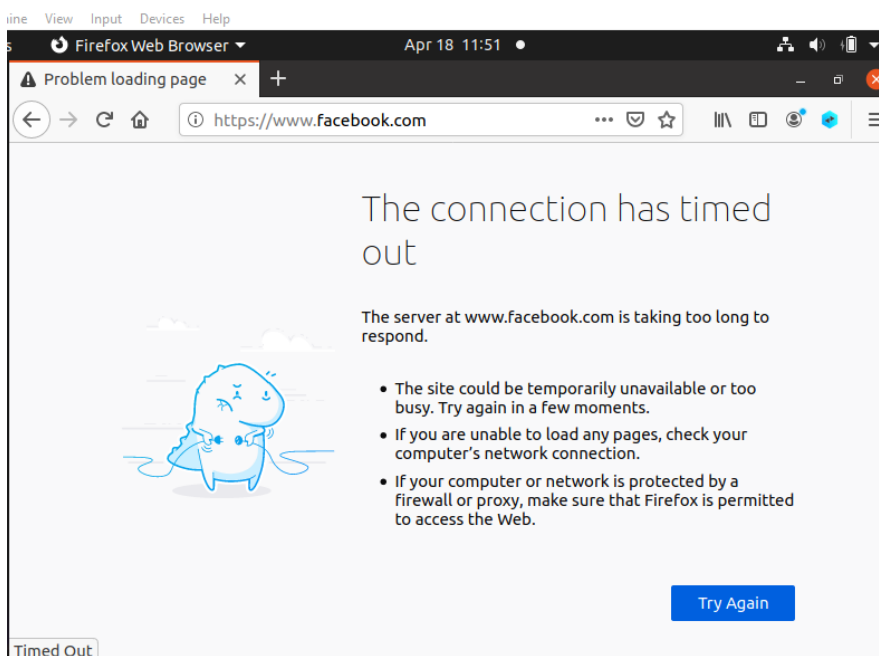 ine View Input Devices Help
s Firefox Web Browser Apr 18 11:51
Problem loading page
https://www.facebook.com
The connection has timed
out
The server at www.facebook.com is taking too long to
respond.
The site could be temporarily unavailable or too
busy. Try again in a few moments.
If you are unable to load any pages, check your
computer's network connection.
If your computer or network is protected by a
firewall or proxy, make sure that Firefox is permitted
to access the Web.
Try Again
Timed Out